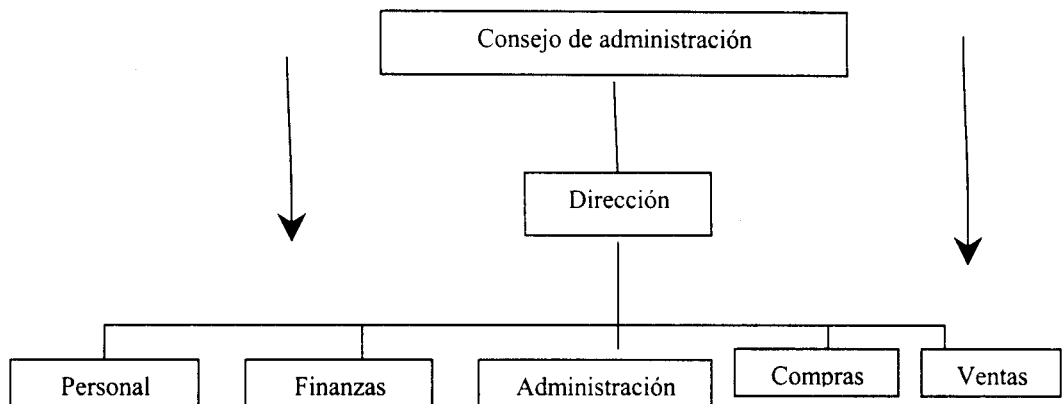 Consejo de administración
Dirección
Personal
Finanzas
Administración
Compras
Ventas